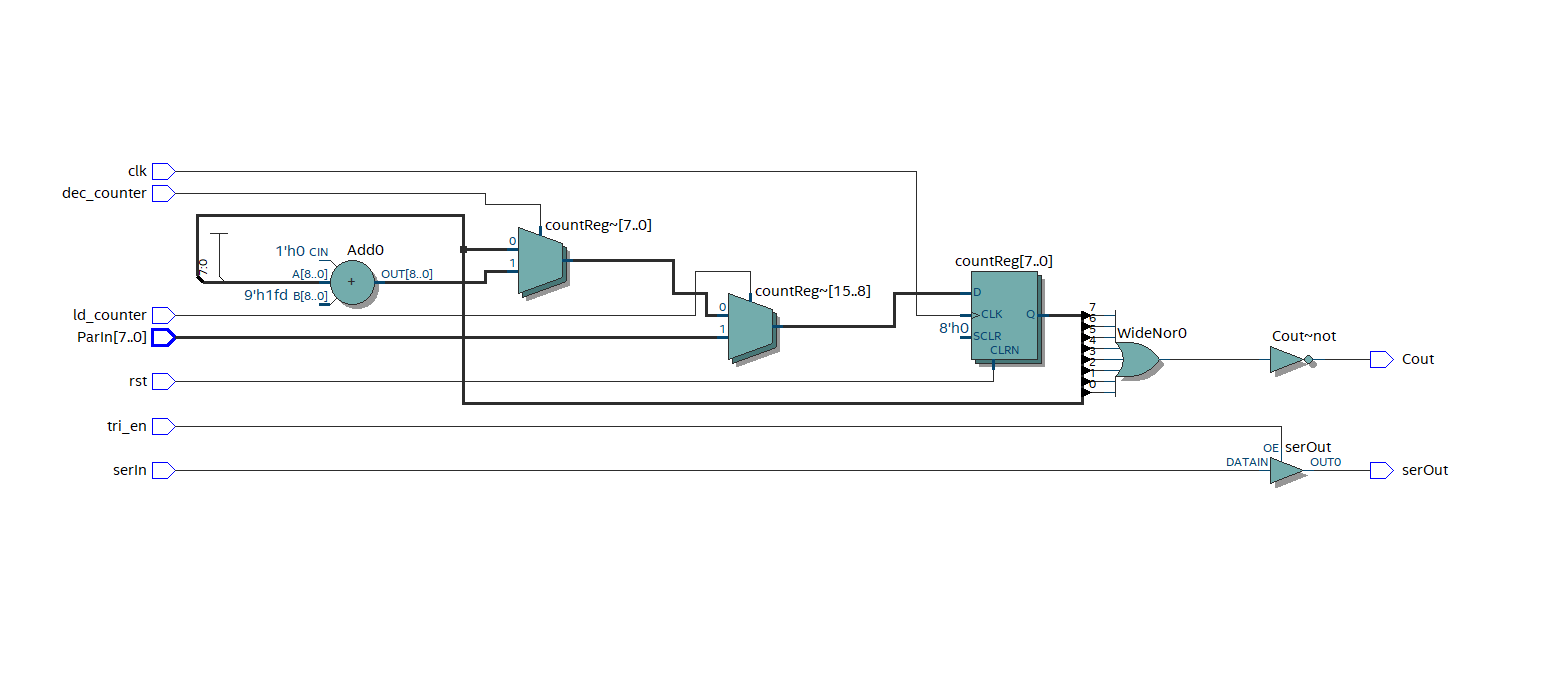 clk
dec_counter
countReg~[7..0]
0
1
7:0
1'h0 CIN
Add0
A[8..0]
+
OUT[8..0]
9'h1fd B[8..0]
countReg~[15..8]
0
1
ld_counter
ParIn[7..0]
countReg[7..0]
D
CLK
Q
8'h0
SCLR
CLRN
7
6
5
4
3
2
1
0
WideNor0
Cout~not
Cout
rst
tri_en
OE
serOut
serIn
DATAIN
OUT0
serOut